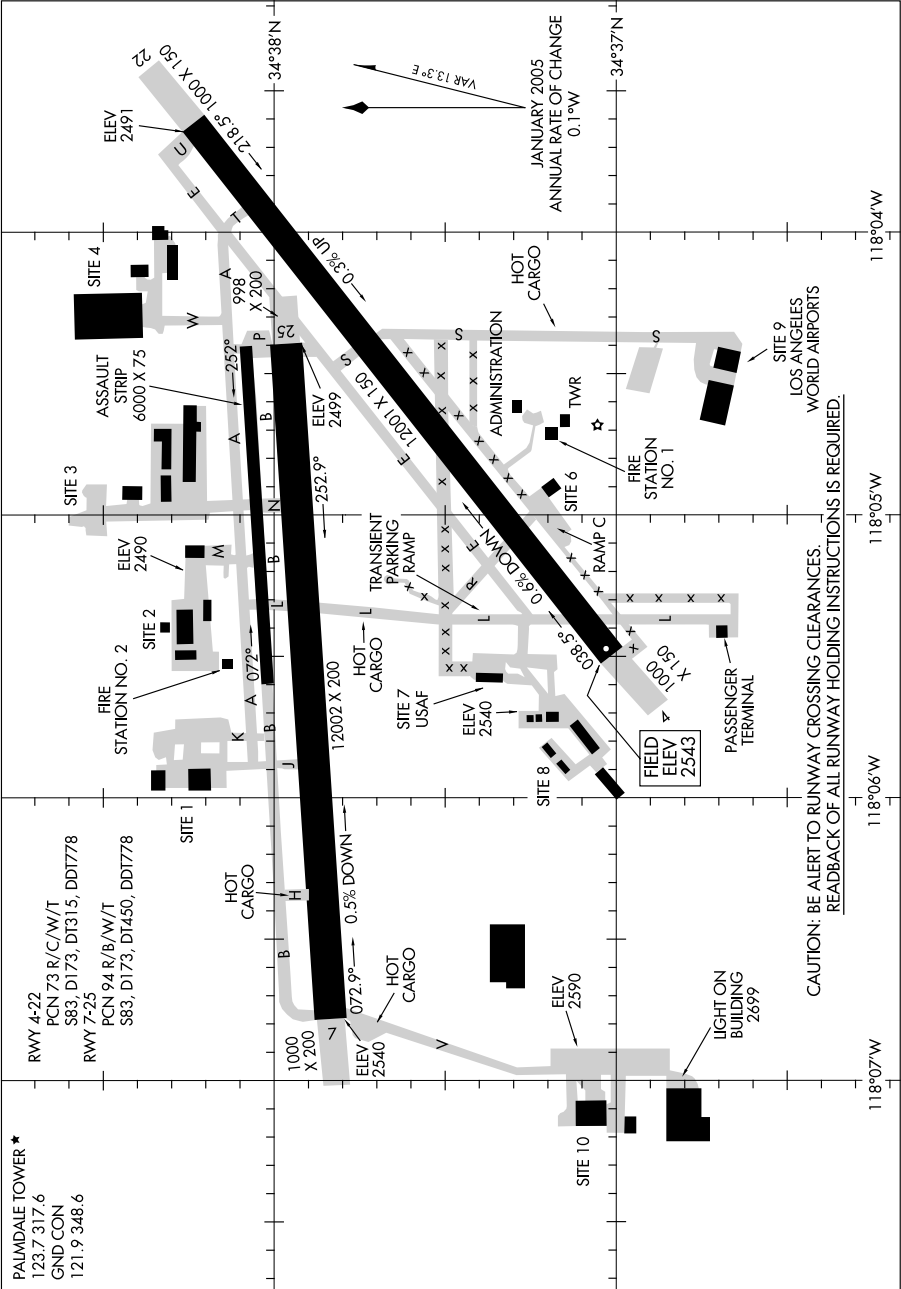 PALMDALE TOWER ★
123.7 317.6
GND CON
121.9 348.6
RWY 4-22
PCN 73 R/C/W/T
S83, D173, DT315, DDT778
RWY 7-25
PCN 94 R/B/W/T
S83, D173, DT450, DDT778
SITE 1
FIRE
STATION NO. 2
SITE 2
ELEV
2490
SITE 3
ASSAULT
STRIP
6000 X 75
SITE 4
ELEV
2491
22
1000 X 150
218.5°
U
E
T
W
A
998
X 200
252°
P
25
A
B
ELEV
2499
N
252.9°
M
B
L
072°
A
K
B
J
12002 X 200
HOT
CARGO
H
0.5% DOWN
B
072.9°
7
1000
X 200
ELEV
2540
HOT
CARGO
V
34°38'N
0.3% UP
S
12001 X 150
E
E
R
0.6% DOWN
038.5°
4
1000
X 150
TRANSIENT
PARKING
RAMP
L
L
HOT
CARGO
L
SITE 7
USAF
ELEV
2540
SITE 8
FIELD
ELEV
2543
PASSENGER
TERMINAL
RAMP C
SITE 6
ADMINISTRATION
TWR
FIRE
STATION
NO. 1
HOT
CARGO
S
SITE 9
LOS ANGELES
WORLD AIRPORTS
VAR 13.3° E
JANUARY 2005
ANNUAL RATE OF CHANGE
0.1°W
34°37'N
ELEV
2590
SITE 10
LIGHT ON
BUILDING
2699
CAUTION: BE ALERT TO RUNWAY CROSSING CLEARANCES.
READBACK OF ALL RUNWAY HOLDING INSTRUCTIONS IS REQUIRED.
118°07'W
118°06'W
118°05'W
118°04'W